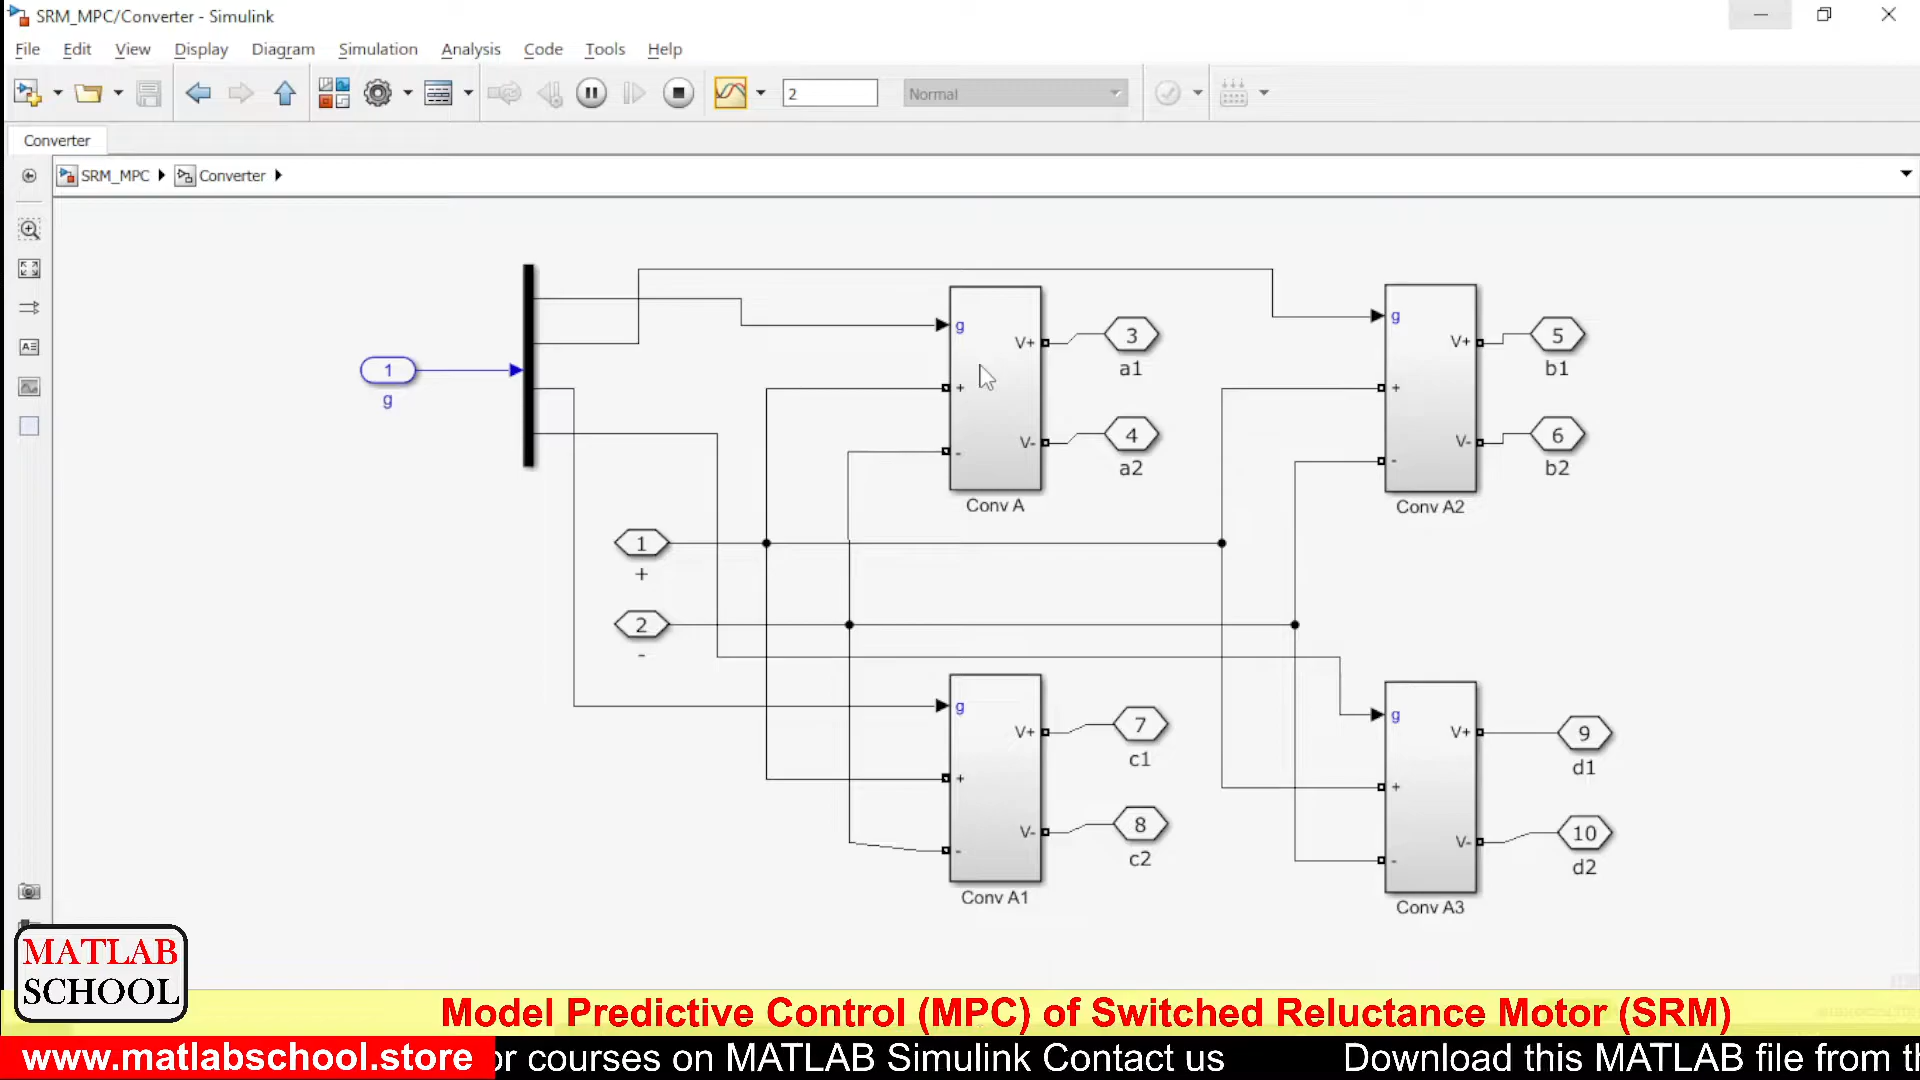 SRM_MPC/Converter - Simulink
File Edit View Display Diagram Simulation Analysis Code Tools Help
2 Normal
Converter
SRM_MPC Converter
g V+ 3
a1
+
V- 4
a2
-
Conv A
g V+ 5
b1
+
V- 6
b2
-
Conv A2
1
g
1
+
2
-
g V+ 7
c1
+
V- 8
c2
-
Conv A1
g V+ 9
d1
+
V- 10
d2
-
Conv A3
MATLAB
SCHOOL
Model Predictive Control (MPC) of Switched Reluctance Motor (SRM)
www.matlabschool.store or courses on MATLAB Simulink Contact us Download this MATLAB file from